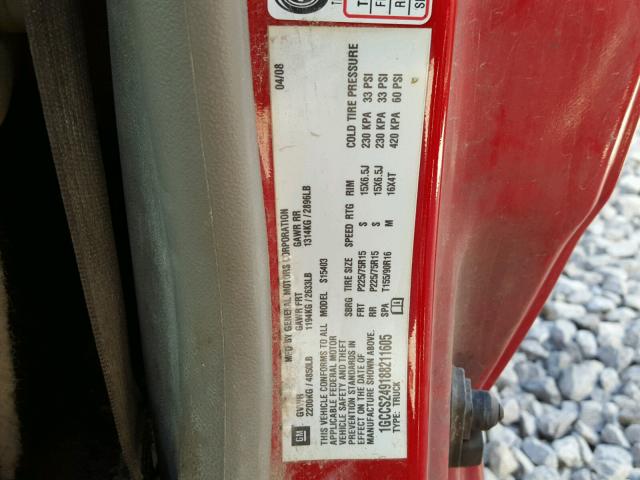 MFD BY GENERAL MOTORS CORPORATION
04/08
GVWR GAWR FRT GAWR RR
2200KG/4850LB 1194KG/2633LB 1314KG/2896LB
THIS VEHICLE CONFORMS TO ALL
APPLICABLE FEDERAL MOTOR
VEHICLE SAFETY AND THEFT
PREVENTION STANDARDS IN
EFFECT ON THE DATE OF
MANUFACTURE SHOWN ABOVE.
1GCCS249188211605
TYPE: TRUCK
MODEL S15403
SBRG TIRE SIZE SPEED RTG RIM COLD TIRE PRESSURE
FRT P225/75R15 S 15X6.5J 230 KPA 33 PSI
RR P225/75R15 S 15X6.5J 230 KPA 33 PSI
SPA T155/90R16 M 16X4T 420 KPA 60 PSI
GM